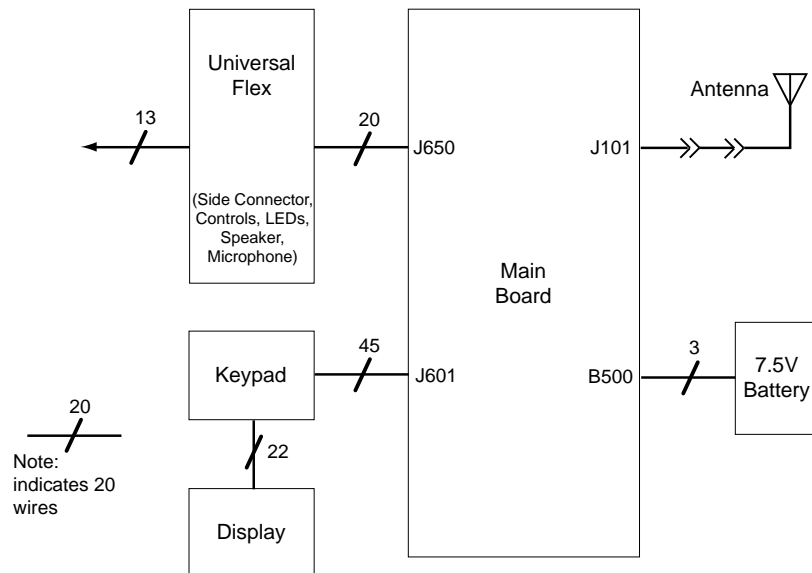 Universal
Flex
(Side Connector,
Controls, LEDs,
Speaker,
Microphone)
13
20
J650
J101
Antenna
Main
Board
Keypad
45
J601
B500
3
7.5V
Battery
22
Display
20
Note:
indicates 20
wires